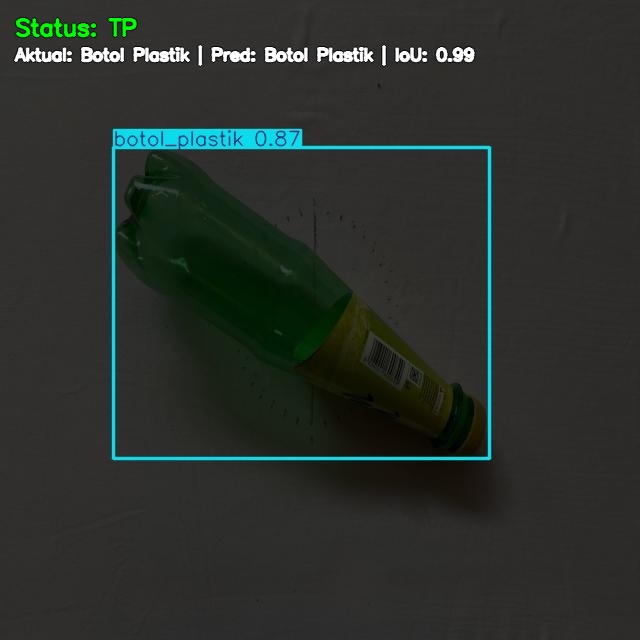 Status: TP
Aktual: Botol Plastik | Pred: Botol Plastik | IoU: 0.99
botol_plastik 0.87